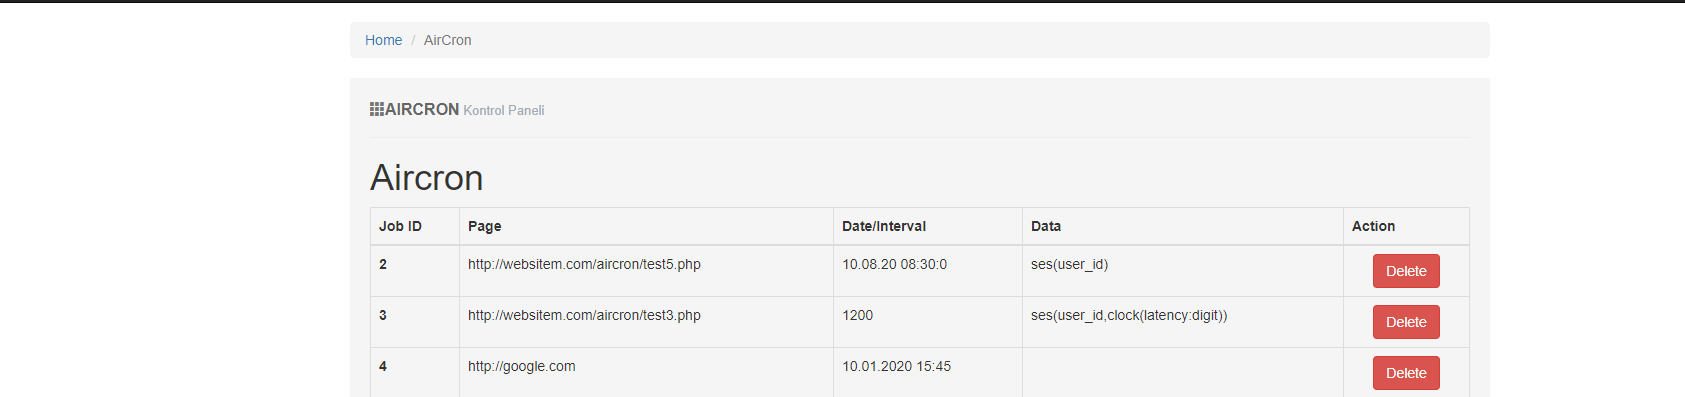 Home / AirCron
AIRCRON Kontrol Paneli
Aircron
Job ID Page Date/Interval Data Action
2 http://websitem.com/aircron/test5.php 10.08.20 08:30:0 ses(user_id) Delete
3 http://websitem.com/aircron/test3.php 1200 ses(user_id,clock(latency:digit)) Delete
4 http://google.com 10.01.2020 15:45 Delete